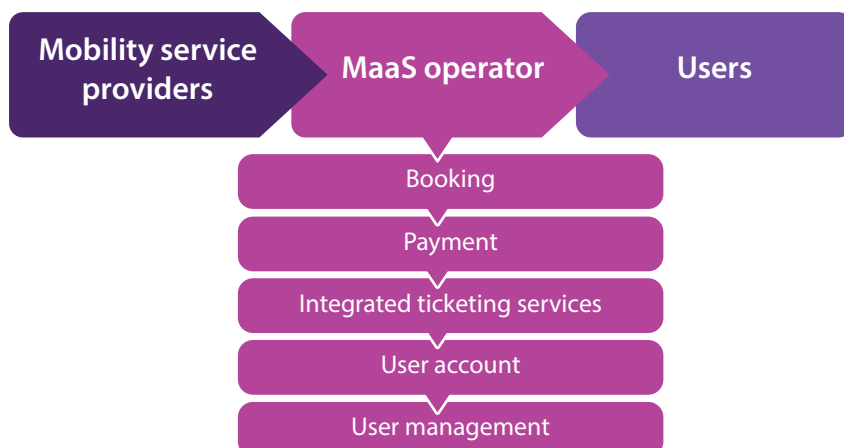 Mobility service
providers
MaaS operator
Users
Booking
Payment
Integrated ticketing services
User account
User management